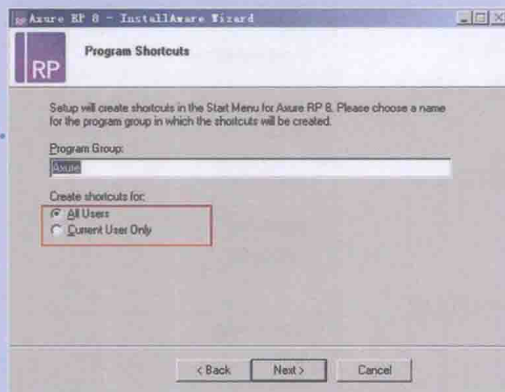 Axure RP 8 - InstallAware Wizard
RP
Program Shortcuts
Setup will create shortcuts in the Start Menu for Axure RP 8. Please choose a name
for the program group in which the shortcuts will be created.
Program Group:
Axure
Create shortcuts for:
All Users
Current User Only
< Back
Next >
Cancel